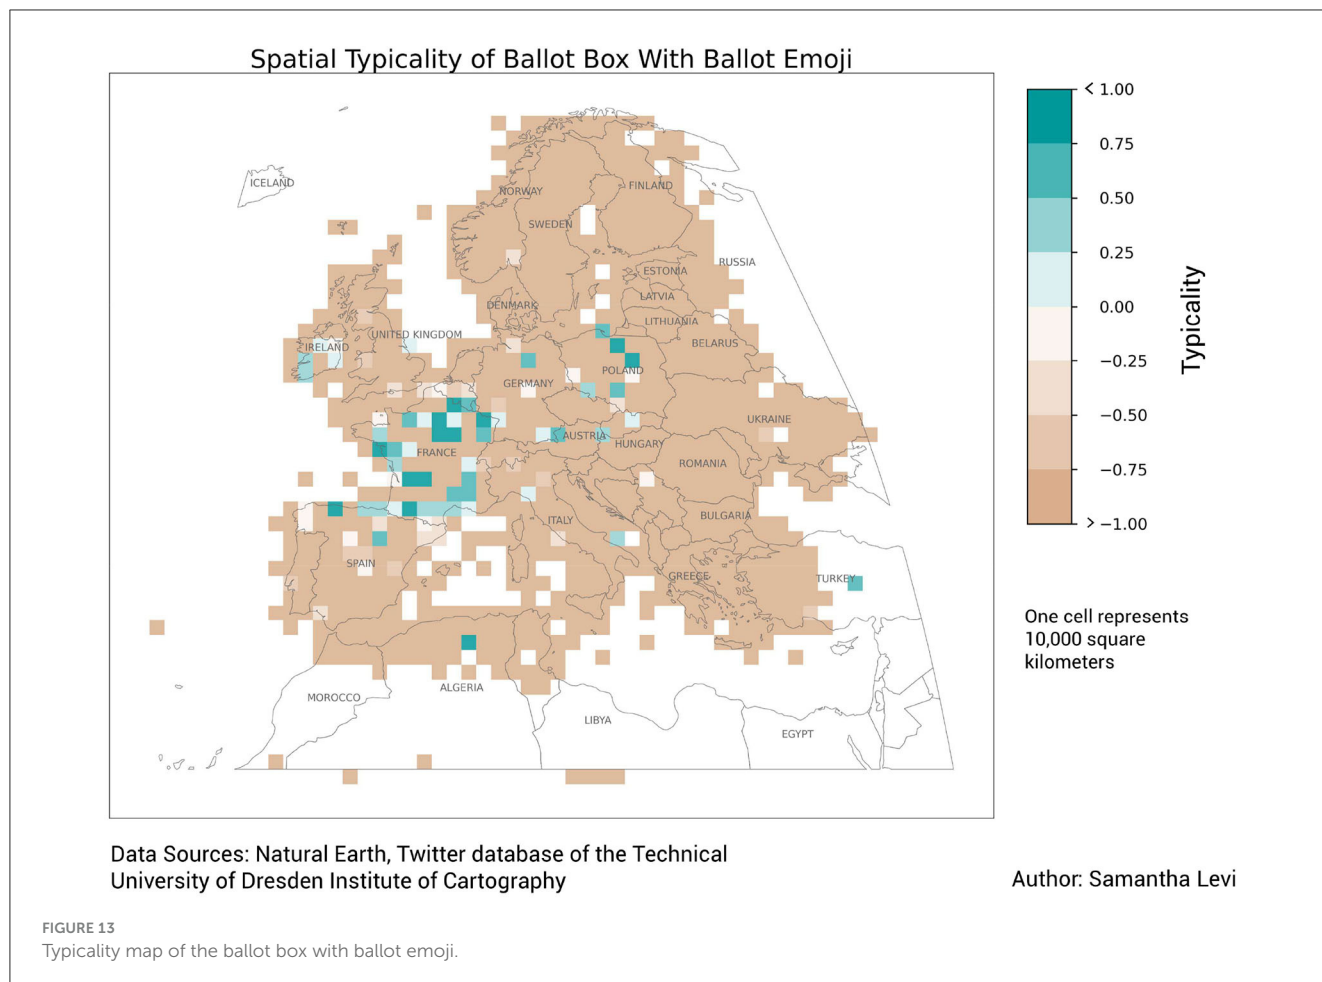 Spatial Typicality of Ballot Box With Ballot Emoji
ICELAND
NORWAY
FINLAND
SWEDEN
RUSSIA
ESTONIA
LATVIA
DENMARK
LITHUANIA
UNITED KINGDOM
IRELAND
BELARUS
POLAND
GERMANY
UKRAINE
AUSTRIA
HUNGARY
FRANCE
ROMANIA
ITALY
BULGARIA
SPAIN
GREECE
TURKEY
MOROCCO
ALGERIA
LIBYA
EGYPT
< 1.00
0.75
0.50
0.25
0.00
−0.25
−0.50
−0.75
> −1.00
Typicality
One cell represents
10,000 square
kilometers
Data Sources: Natural Earth, Twitter database of the Technical
University of Dresden Institute of Cartography
Author: Samantha Levi
FIGURE 13
Typicality map of the ballot box with ballot emoji.